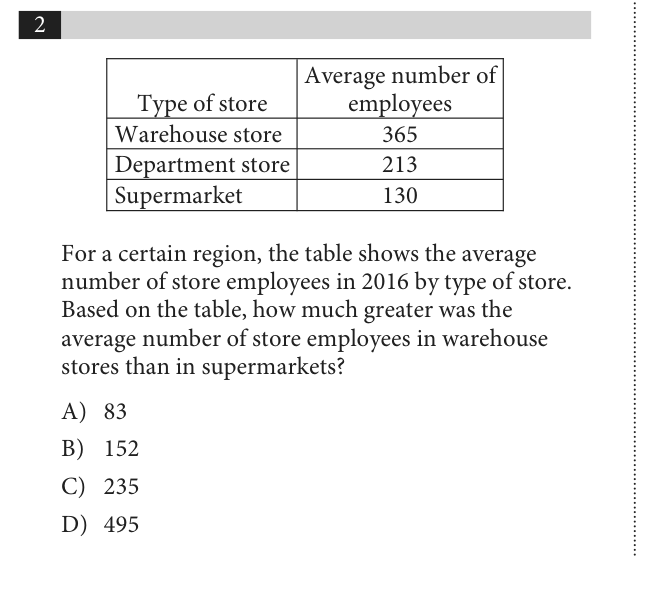 2
Average number of
Type of store employees
Warehouse store 365
Department store 213
Supermarket 130
For a certain region, the table shows the average
number of store employees in 2016 by type of store.
Based on the table, how much greater was the
average number of store employees in warehouse
stores than in supermarkets?
A) 83
B) 152
C) 235
D) 495